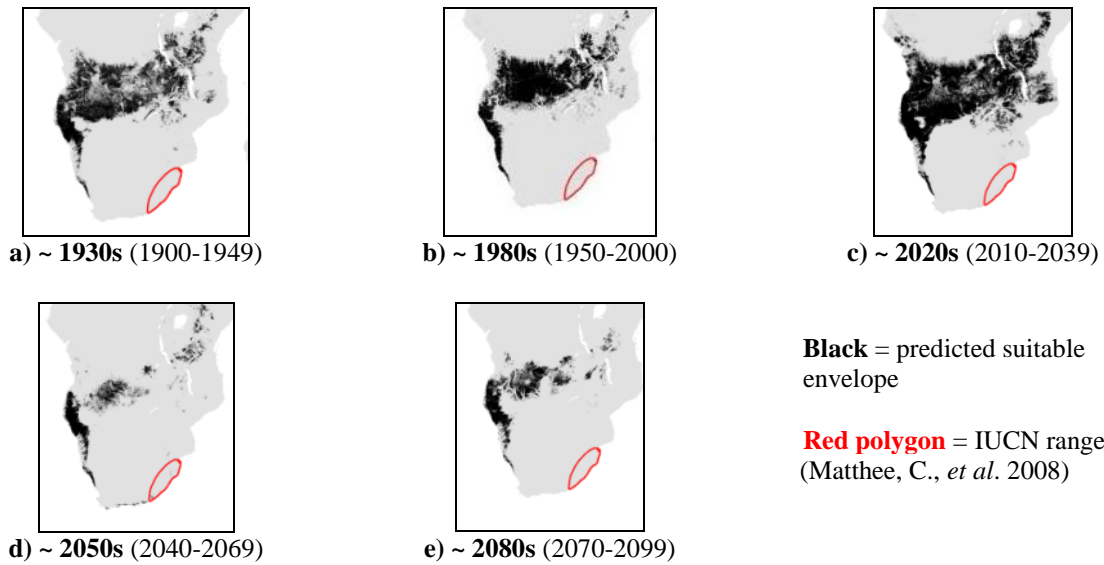 a) ~ 1930s (1900-1949)
b) ~ 1980s (1950-2000)
c) ~ 2020s (2010-2039)
d) ~ 2050s (2040-2069)
e) ~ 2080s (2070-2099)
Black = predicted suitable
envelope
Red polygon = IUCN range
(Matthee, C., et al. 2008)